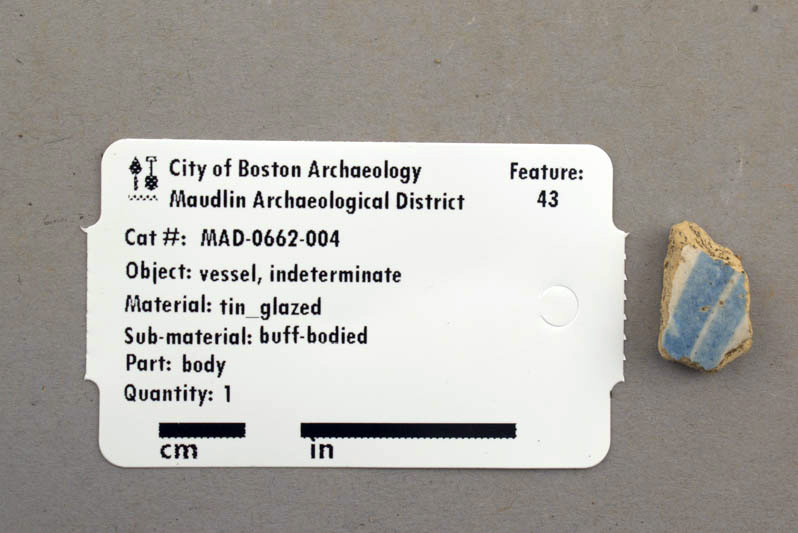 City of Boston Archaeology
Maudlin Archaeological District
Feature:
43
Cat #: MAD-0662-004
Object: vessel, indeterminate
Material: tin_glazed
Sub-material: buff-bodied
Part: body
Quantity: 1
cm in